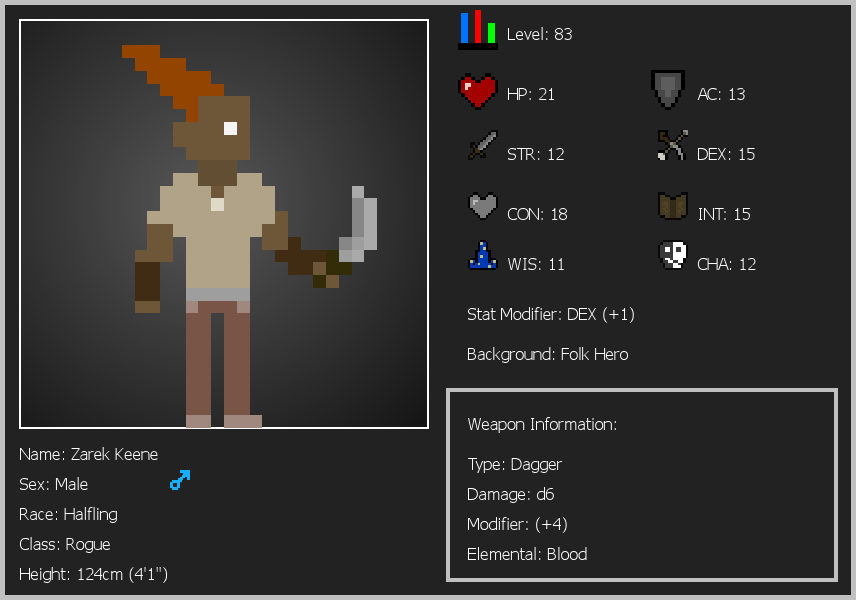 Level: 83
HP: 21
AC: 13
STR: 12
DEX: 15
CON: 18
INT: 15
WIS: 11
CHA: 12
Stat Modifier: DEX (+1)
Background: Folk Hero
Weapon Information:
Type: Dagger
Damage: d6
Modifier: (+4)
Elemental: Blood
Name: Zarek Keene
Sex: Male
Race: Halfling
Class: Rogue
Height: 124cm (4'1")